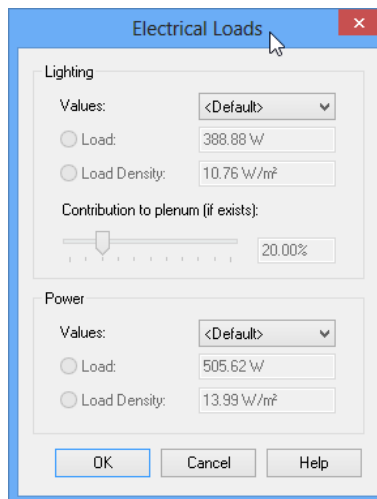 Electrical Loads
Lighting
Values: <Default>
Load: 388.88 W
Load Density: 10.76 W/m²
Contribution to plenum (if exists):
20.00%
Power
Values: <Default>
Load: 505.62 W
Load Density: 13.99 W/m²
OK Cancel Help